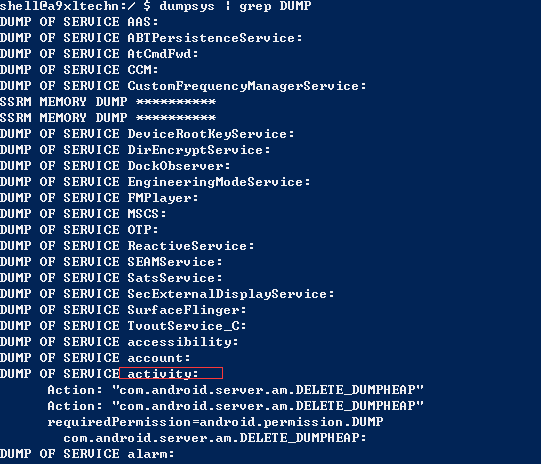 shell@a9xltechn:/ $ dumpsys | grep DUMP
DUMP OF SERVICE AAS:
DUMP OF SERVICE ABTPersistenceService:
DUMP OF SERVICE AtCmdFwd:
DUMP OF SERVICE CCM:
DUMP OF SERVICE CustomFrequencyManagerService:
SSRM MEMORY DUMP **********
SSRM MEMORY DUMP **********
DUMP OF SERVICE DeviceRootKeyService:
DUMP OF SERVICE DirEncryptService:
DUMP OF SERVICE DockObserver:
DUMP OF SERVICE EngineeringModeService:
DUMP OF SERVICE FMPlayer:
DUMP OF SERVICE MSCS:
DUMP OF SERVICE OTP:
DUMP OF SERVICE ReactiveService:
DUMP OF SERVICE SEAMService:
DUMP OF SERVICE SatsService:
DUMP OF SERVICE SecExternalDisplayService:
DUMP OF SERVICE SurfaceFlinger:
DUMP OF SERVICE TvoutService_C:
DUMP OF SERVICE accessibility:
DUMP OF SERVICE account:
DUMP OF SERVICE activity:
Action: "com.android.server.am.DELETE_DUMPHEAP"
Action: "com.android.server.am.DELETE_DUMPHEAP"
requiredPermission=android.permission.DUMP
com.android.server.am.DELETE_DUMPHEAP:
DUMP OF SERVICE alarm: